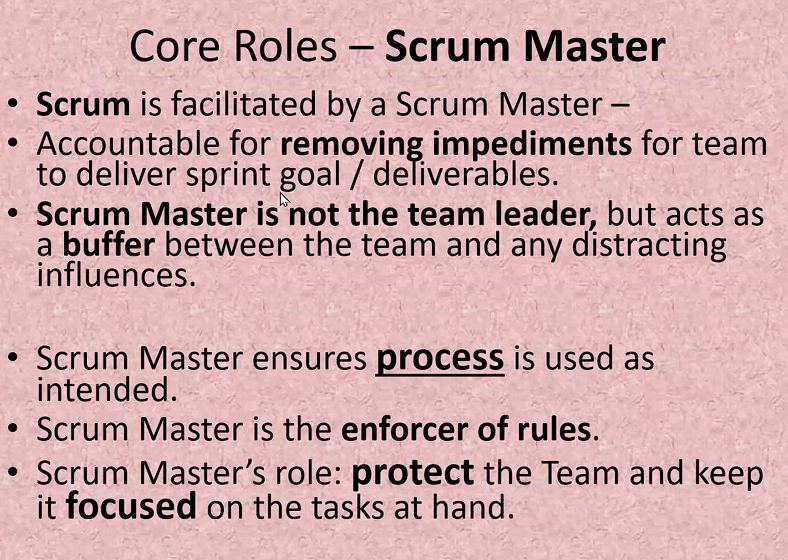 Core Roles – Scrum Master
• Scrum is facilitated by a Scrum Master –
• Accountable for removing impediments for team
to deliver sprint goal / deliverables.
• Scrum Master is not the team leader, but acts as
a buffer between the team and any distracting
influences.
• Scrum Master ensures process is used as
intended.
• Scrum Master is the enforcer of rules.
• Scrum Master’s role: protect the Team and keep
it focused on the tasks at hand.